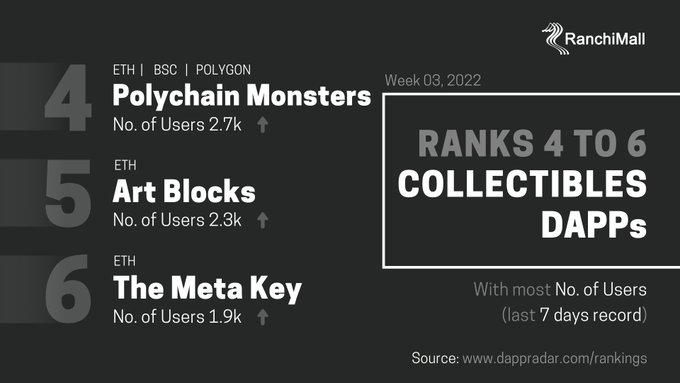 RanchiMall
4
ETH | BSC | POLYGON
Polychain Monsters
No. of Users 2.7k
5
ETH
Art Blocks
No. of Users 2.3k
6
ETH
The Meta Key
No. of Users 1.9k
Week 03, 2022
RANKS 4 TO 6
COLLECTIBLES
DAPPs
With most No. of Users
(last 7 days record)
Source: www.dappradar.com/rankings